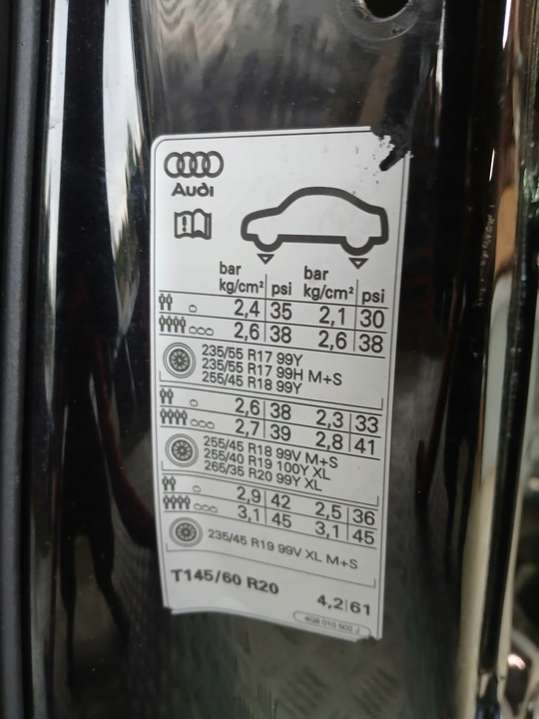 Audi
bar psi bar psi
kg/cm² kg/cm²
2,4 35 2,1 30
2,6 38 2,6 38
235/55 R17 99Y
235/55 R17 99H M+S
255/45 R18 99Y
2,6 38 2,3 33
2,7 39 2,8 41
255/45 R18 99V M+S
255/40 R19 100Y XL
265/35 R20 99Y XL
2,9 42 2,5 36
3,1 45 3,1 45
235/45 R19 99V XL M+S
T145/60 R20 4,2 61